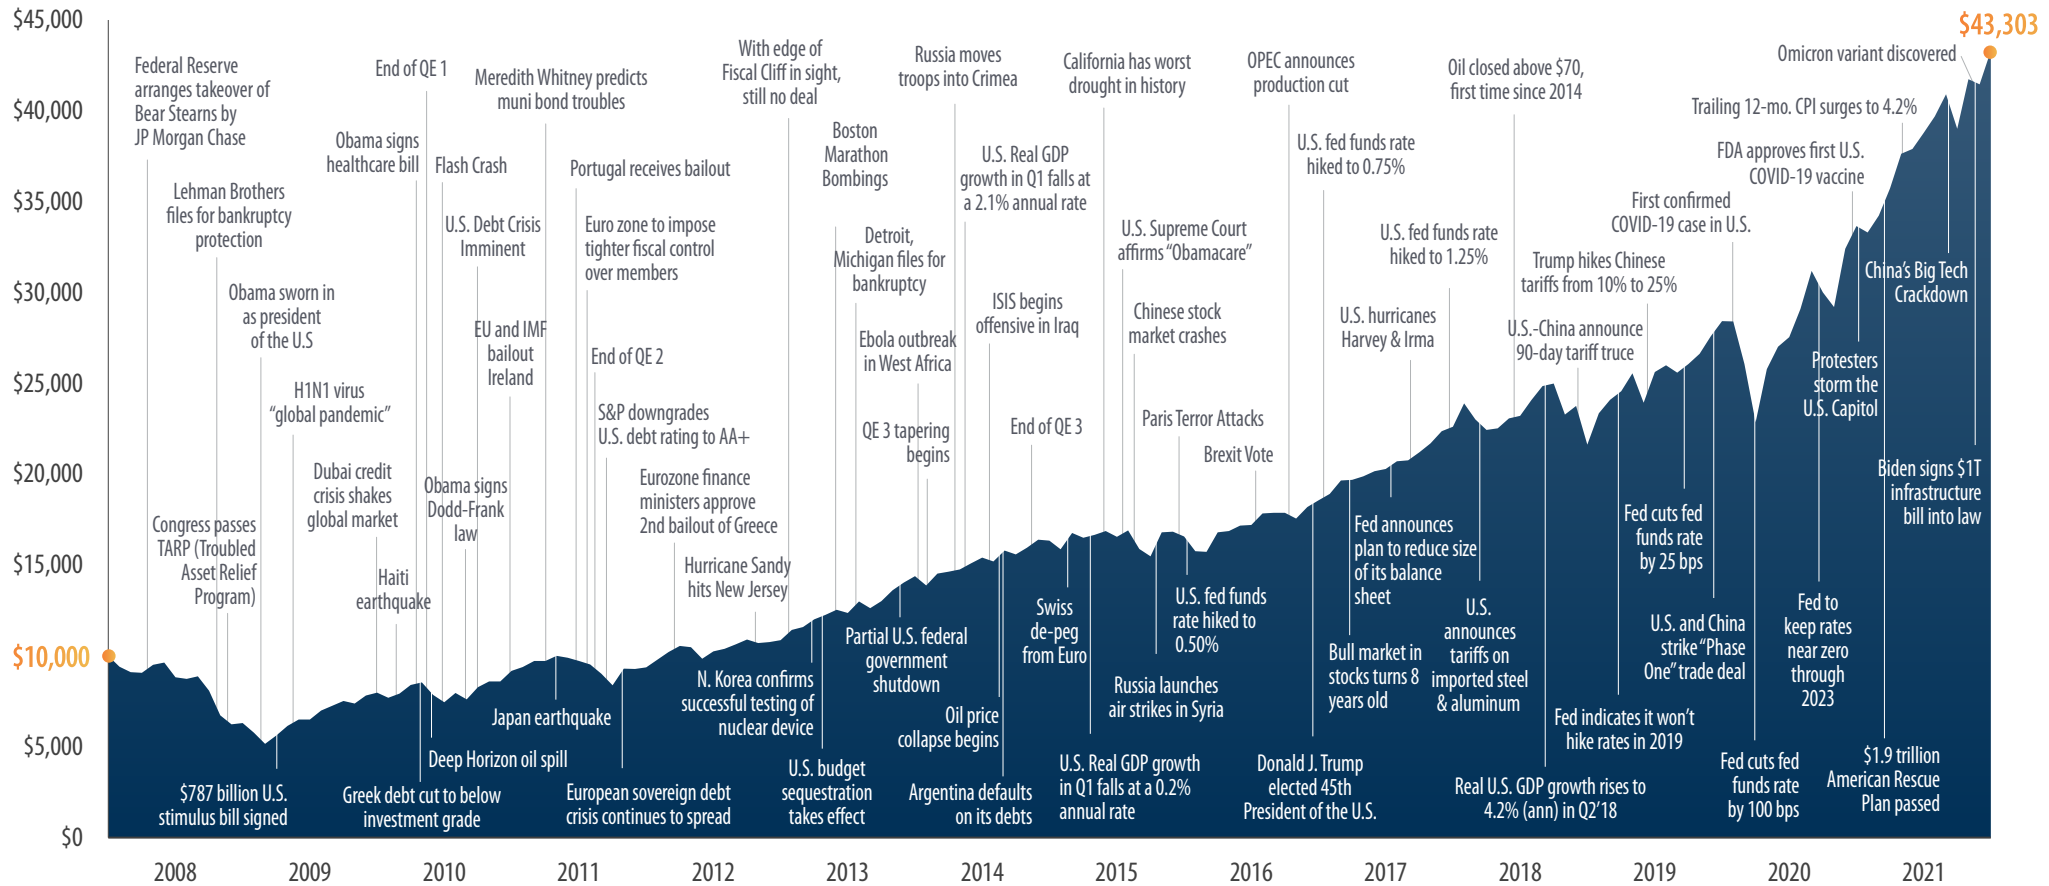 $45,000
$40,000
$35,000
$30,000
$25,000
$20,000
$15,000
$10,000
$5,000
$0
$43,303
Federal Reserve
arranges takeover of
Bear Stearns by
JP Morgan Chase
Lehman Brothers
files for bankruptcy
protection
Obama sworn in
as president
of the U.S
H1N1 virus
“global pandemic”
Congress passes
TARP (Troubled
Asset Relief
Program)
$787 billion U.S.
stimulus bill signed
Dubai credit
crisis shakes
global market
Haiti
earthquake
End of QE 1
Obama signs
healthcare bill
Flash Crash
U.S. Debt Crisis
Imminent
EU and IMF
bailout
Ireland
Obama signs
Dodd-Frank
law
Greek debt cut to below
investment grade
Deep Horizon oil spill
Meredith Whitney predicts
muni bond troubles
Portugal receives bailout
Euro zone to impose
tighter fiscal control
over members
End of QE 2
S&P downgrades
U.S. debt rating to AA+
Eurozone finance
ministers approve
2nd bailout of Greece
Japan earthquake
European sovereign debt
crisis continues to spread
Hurricane Sandy
hits New Jersey
With edge of
Fiscal Cliff in sight,
still no deal
N. Korea confirms
successful testing of
nuclear device
U.S. budget
sequestration
takes effect
Boston
Marathon
Bombings
Detroit,
Michigan files for
bankruptcy
Partial U.S. federal
government
shutdown
Ebola outbreak
in West Africa
QE 3 tapering
begins
Russia moves
troops into Crimea
U.S. Real GDP
growth in Q1 falls at
a 2.1% annual rate
ISIS begins
offensive in Iraq
Oil price
collapse begins
Argentina defaults
on its debts
End of QE 3
Swiss
de-peg
from Euro
U.S. Real GDP growth
in Q1 falls at a 0.2%
annual rate
California has worst
drought in history
U.S. Supreme Court
affirms “Obamacare”
Chinese stock
market crashes
Russia launches
air strikes in Syria
Paris Terror Attacks
U.S. fed funds
rate hiked to
0.50%
Brexit Vote
OPEC announces
production cut
Donald J. Trump
elected 45th
President of the U.S.
U.S. fed funds rate
hiked to 0.75%
Bull market in
stocks turns 8
years old
Fed announces
plan to reduce size
of its balance
sheet
U.S. hurricanes
Harvey & Irma
U.S. fed funds rate
hiked to 1.25%
U.S.
announces
tariffs on
imported steel
& aluminum
Oil closed above $70,
first time since 2014
Real U.S. GDP growth rises to
4.2% (ann) in Q2’18
U.S.-China announce
90-day tariff truce
Fed indicates it won’t
hike rates in 2019
Trump hikes Chinese
tariffs from 10% to 25%
Fed cuts fed
funds rate
by 25 bps
U.S. and China
strike “Phase
One” trade deal
First confirmed
COVID-19 case in U.S.
Fed cuts fed
funds rate
by 100 bps
Fed to
keep rates
near zero
through
2023
FDA approves first U.S.
COVID-19 vaccine
Protesters
storm the
U.S. Capitol
$1.9 trillion
American Rescue
Plan passed
Trailing 12-mo. CPI surges to 4.2%
China’s Big Tech
Crackdown
Biden signs $1T
infrastructure
bill into law
Omicron variant discovered
2008
2009
2010
2011
2012
2013
2014
2015
2016
2017
2018
2019
2020
2021